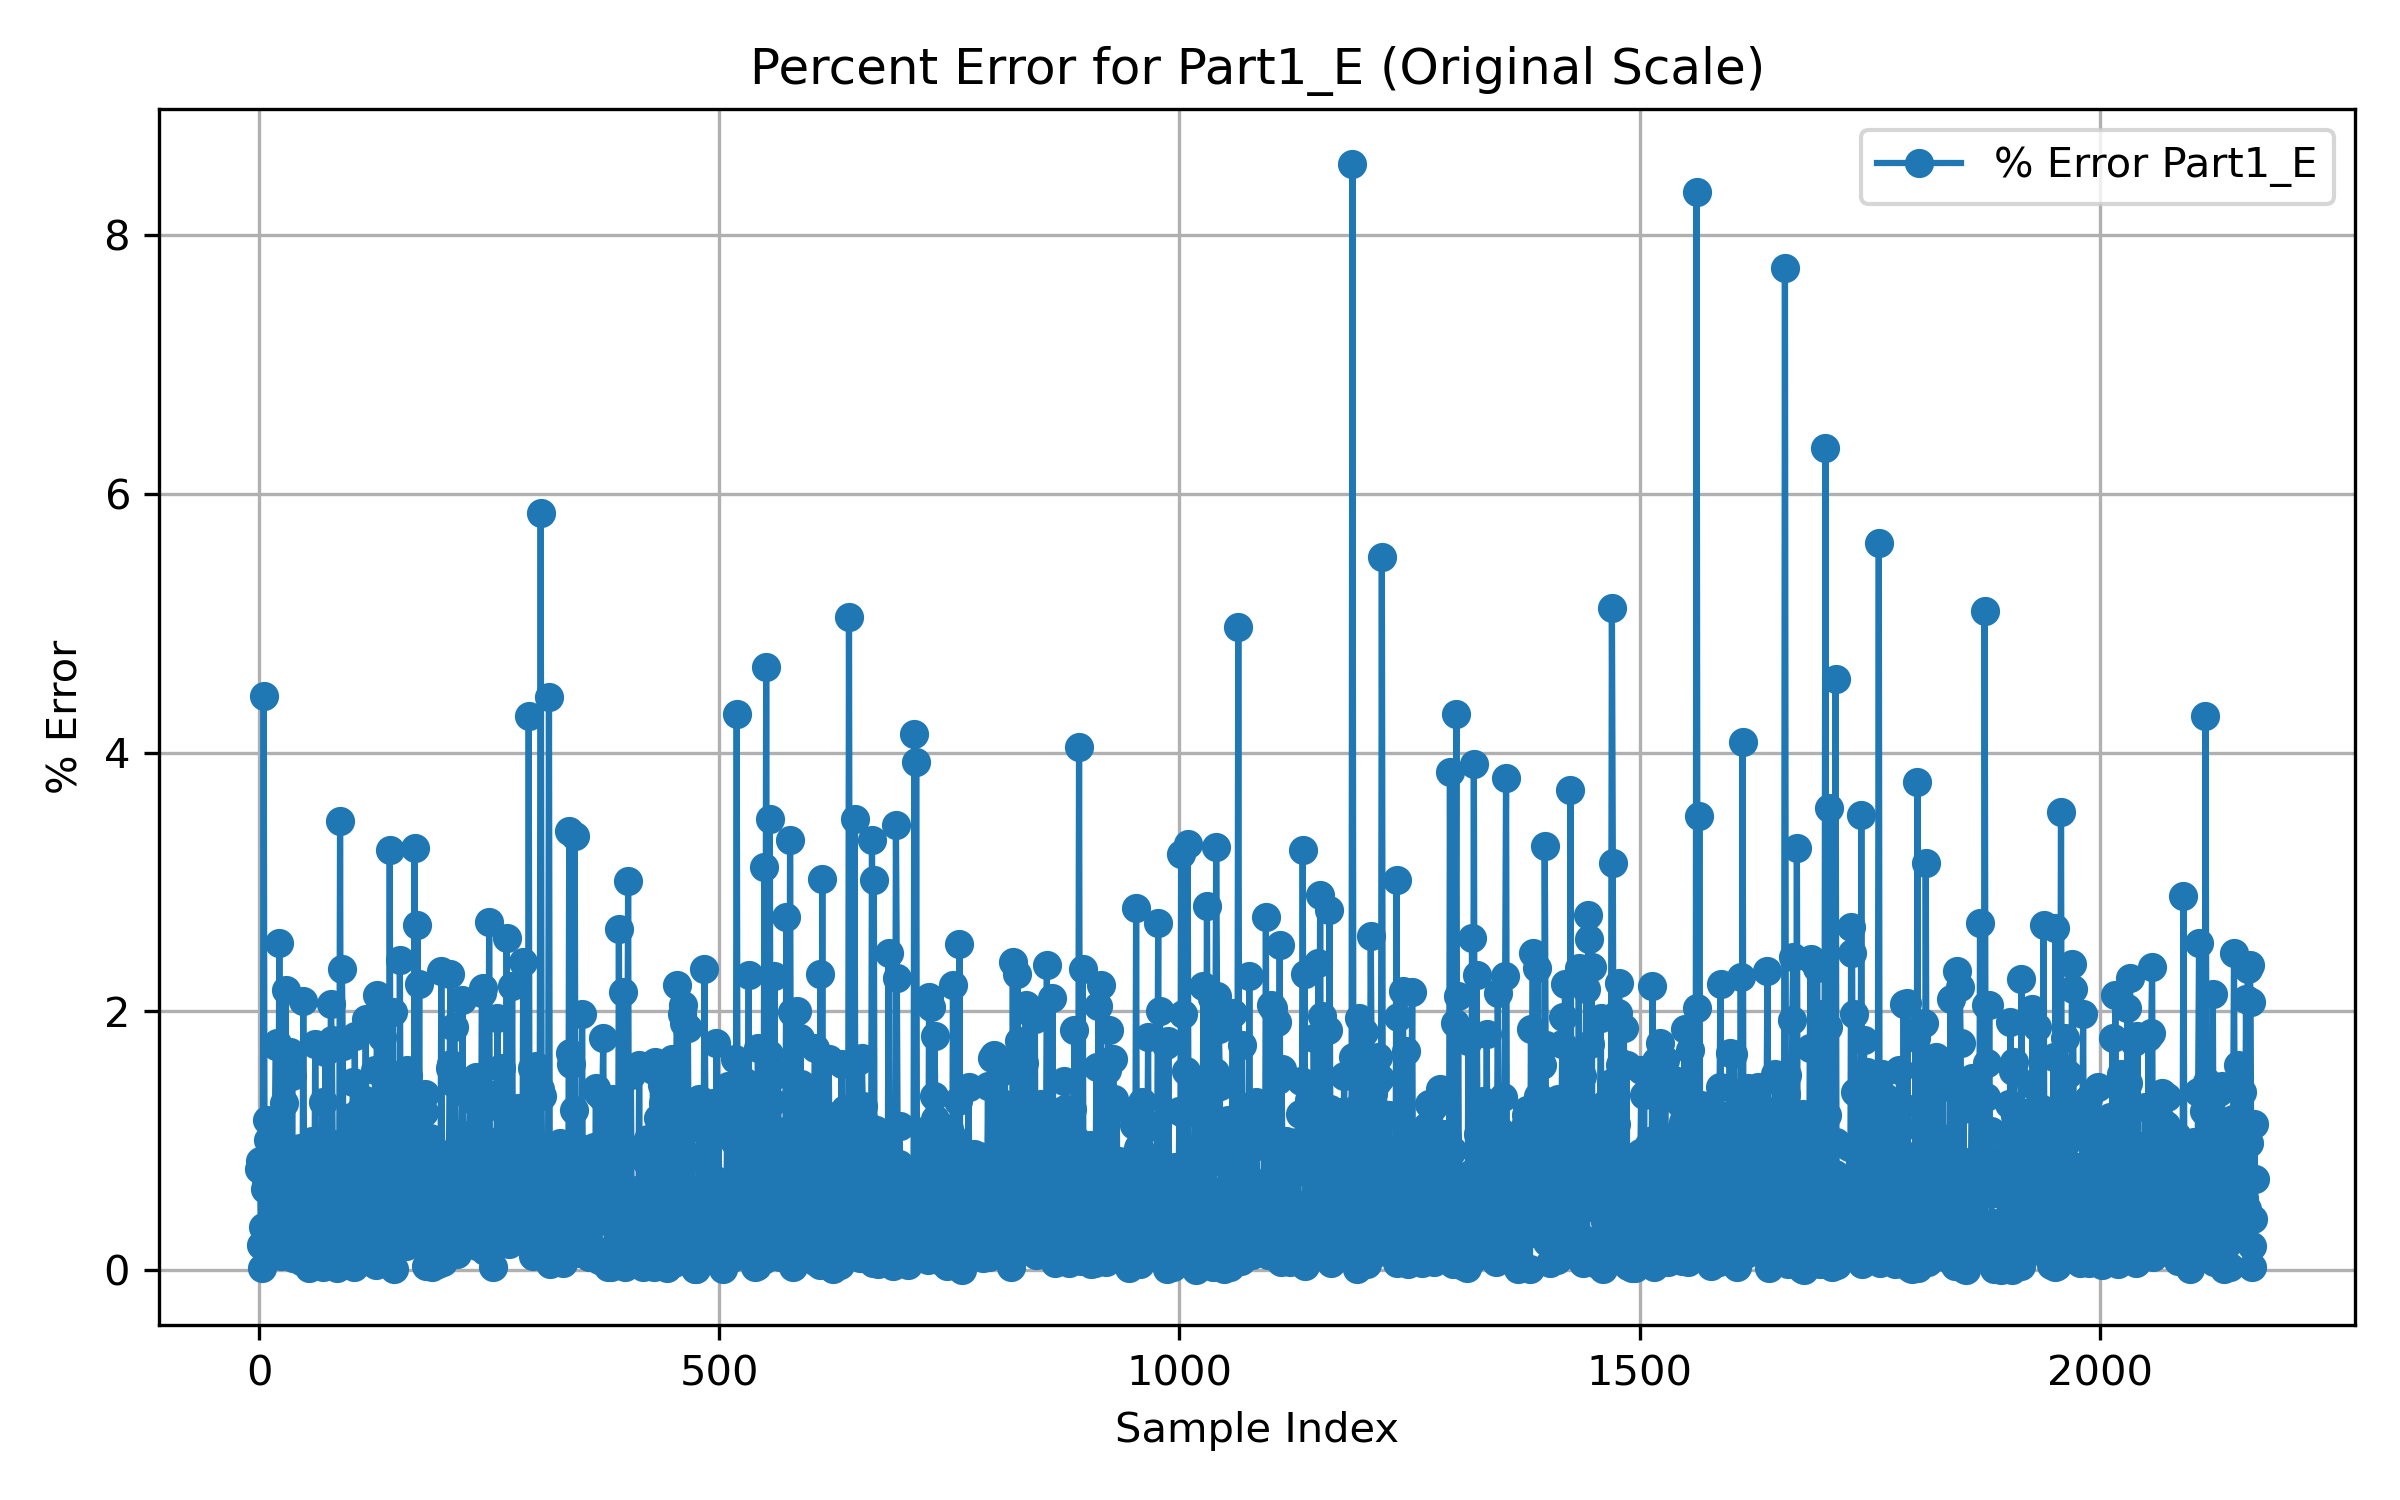 Percent Error for Part1_E (Original Scale)
% Error Part1_E
8
6
4
2
0
% Error
0 500 1000 1500 2000
Sample Index